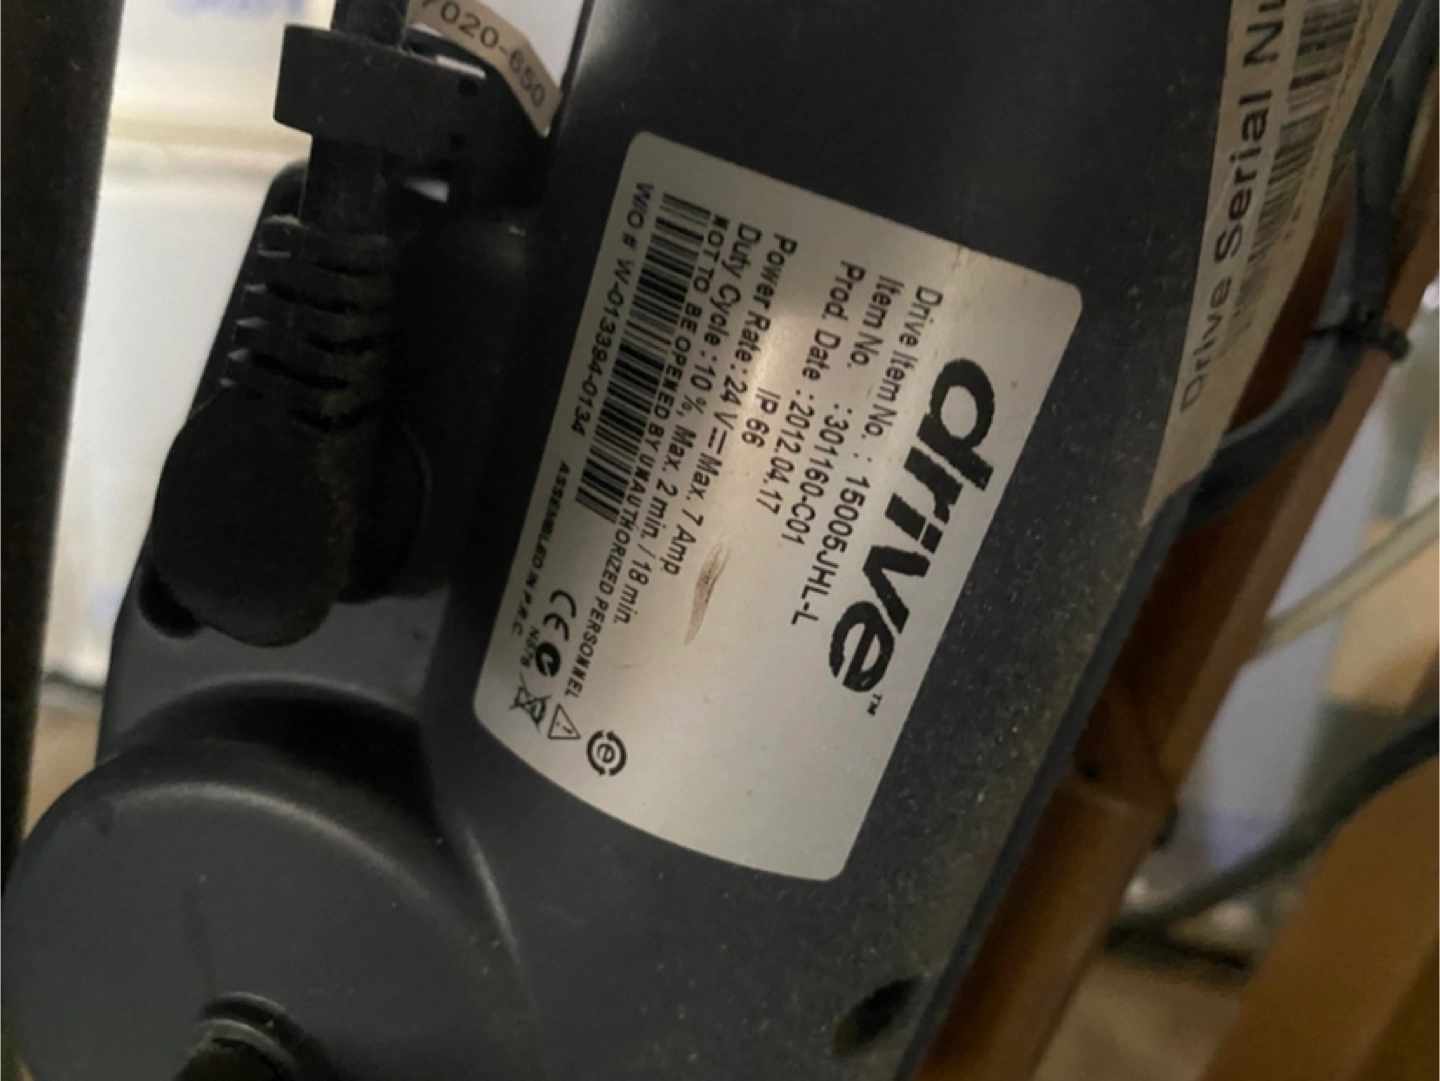 7020-650
drive™
Drive Item No. : 15005JHL-L
Item No. :301160-C01
Prod. Date :2012.04.17
IP 66
Power Rate: 24 V⎓ Max. 7 Amp
Duty Cycle : 10 %, Max. 2 min. / 18 min.
NOT TO BE OPENED BY UNAUTHORIZED PERSONNEL
W/O # W-013394-0134 ASSEMBLED IN P.R.C.
CE
e
Drive Serial